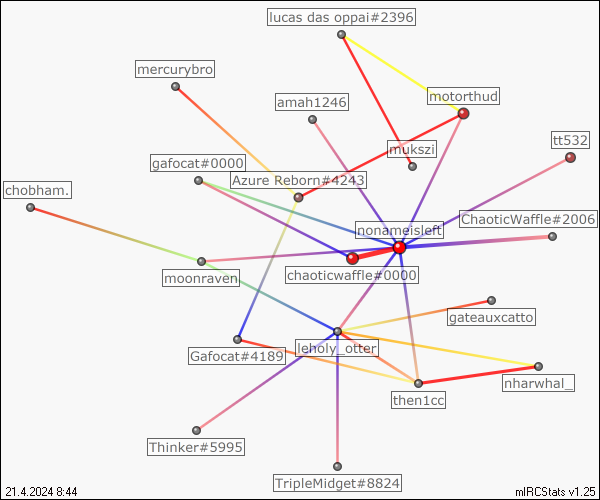 lucas das oppai#2396
mercurybro
motorthud
amah1246
tt532
mukszi
gafocat#0000
Azure Reborn#4243
chobham.
ChaoticWaffle#2006
nonameisleft
chaoticwaffle#0000
moonraven
gateauxcatto
leholy_otter
Gafocat#4189
nharwhal_
then1cc
Thinker#5995
TripleMidget#8824
21.4.2024 8:44
mIRCStats v1.25